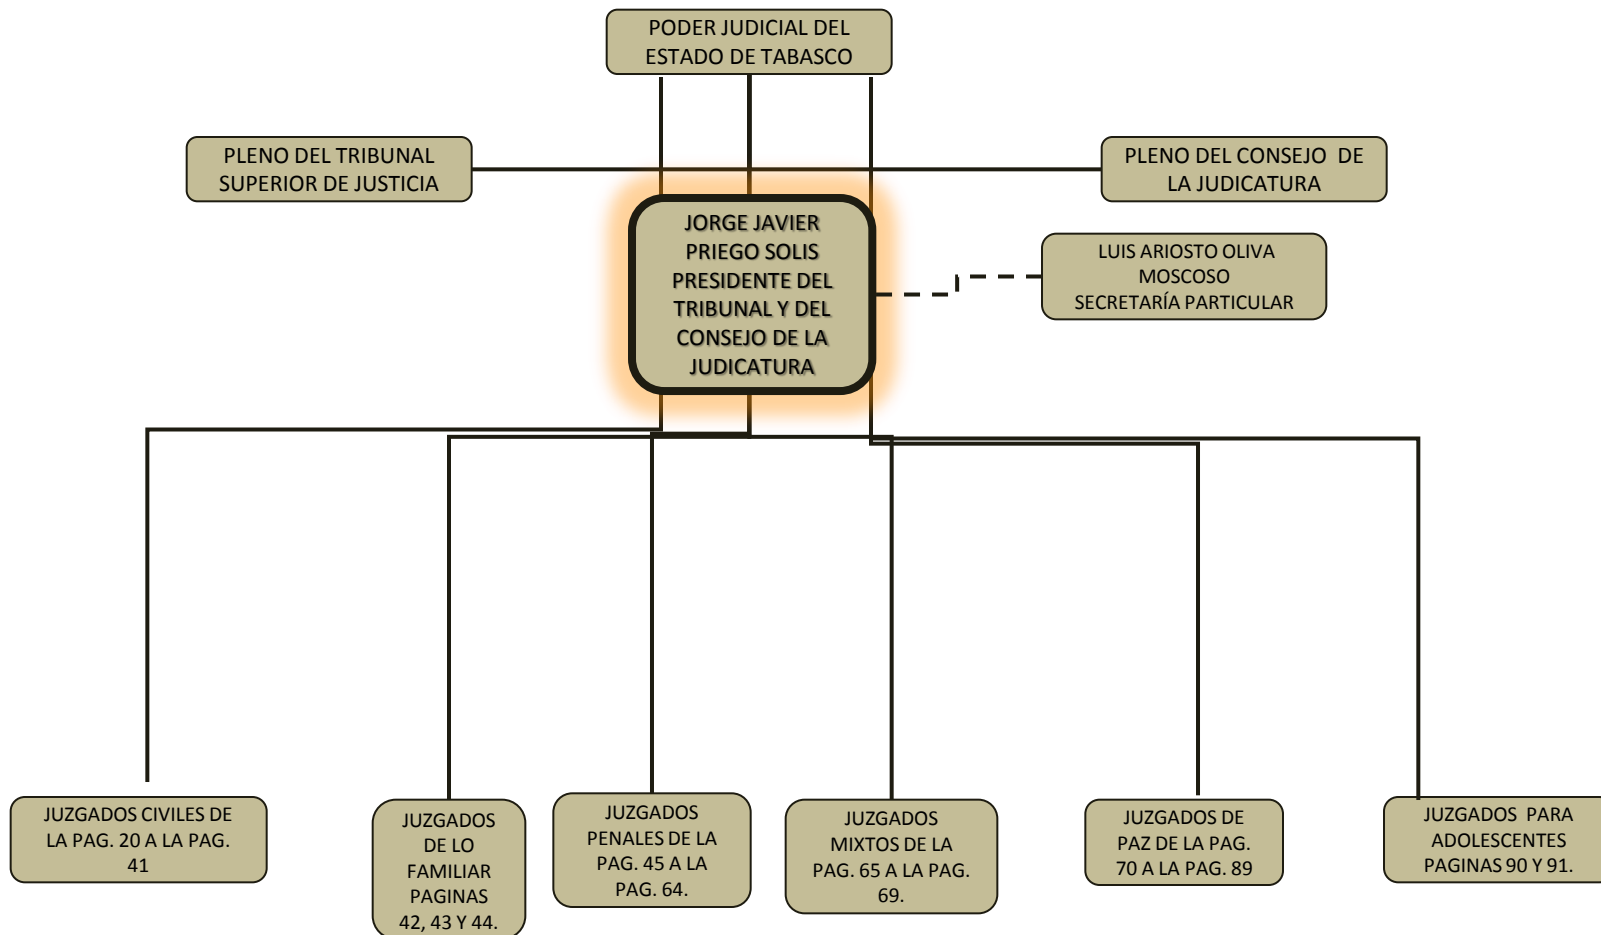 PODER JUDICIAL DEL
ESTADO DE TABASCO
PLENO DEL TRIBUNAL
SUPERIOR DE JUSTICIA
PLENO DEL CONSEJO  DE
LA JUDICATURA
JORGE JAVIER
PRIEGO SOLIS
PRESIDENTE DEL
TRIBUNAL Y DEL
CONSEJO DE LA
JUDICATURA
LUIS ARIOSTO OLIVA
MOSCOSO
SECRETARÍA PARTICULAR
JUZGADOS CIVILES DE
LA PAG. 20 A LA PAG.
41
JUZGADOS
DE LO
FAMILIAR
PAGINAS
42, 43 Y 44.
JUZGADOS
PENALES DE LA
PAG. 45 A LA
PAG. 64.
JUZGADOS
MIXTOS DE LA
PAG. 65 A LA PAG.
69.
JUZGADOS DE
PAZ DE LA PAG.
70 A LA PAG. 89
JUZGADOS  PARA
ADOLESCENTES
PAGINAS 90 Y 91.